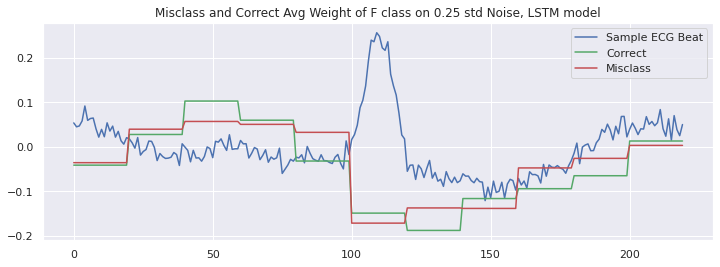 Misclass and Correct Avg Weight of F class on 0.25 std Noise, LSTM model
Sample ECG Beat
Correct
Misclass
0.2
0.1
0.0
−0.1
−0.2
0 50 100 150 200